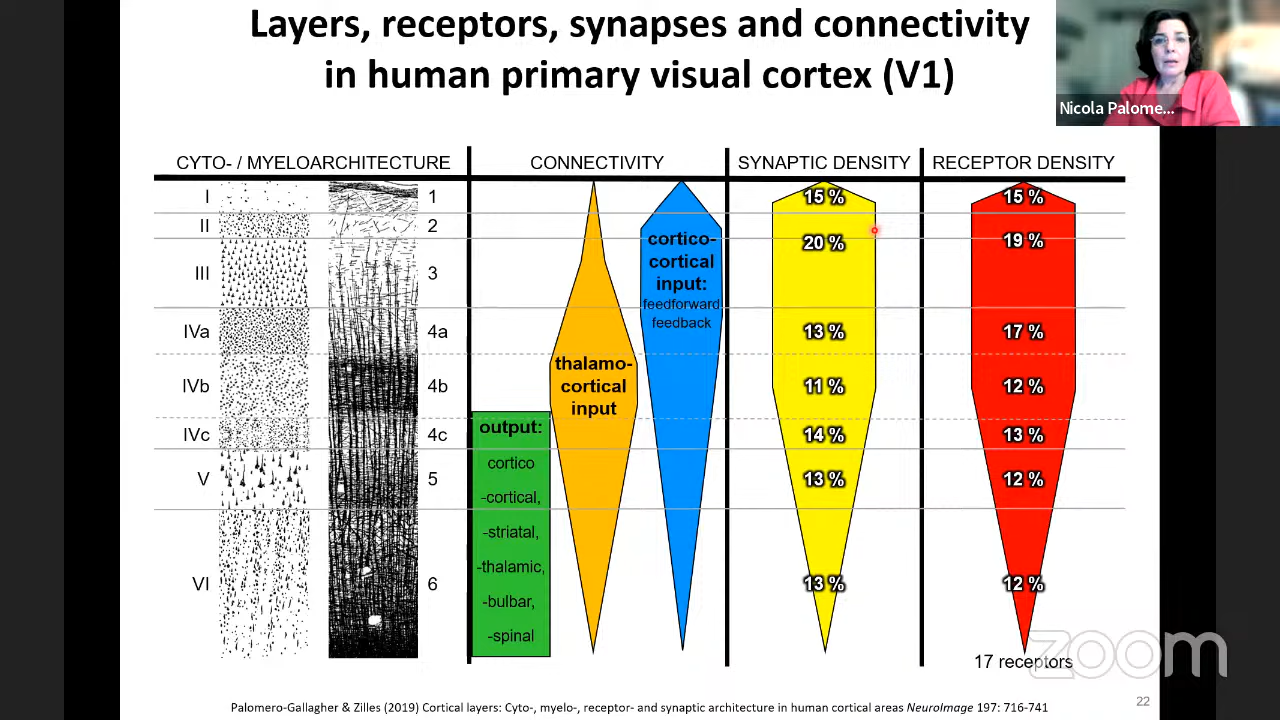 Layers, receptors, synapses and connectivity
in human primary visual cortex (V1)
Nicola Palome...
CYTO- / MYELOARCHITECTURE CONNECTIVITY SYNAPTIC DENSITY RECEPTOR DENSITY
I 1 15 % 15 %
II 2
III 3
cortico-
cortical
input:
feedforward
feedback
20 % 19 %
IVa 4a 13 % 17 %
IVb 4b
thalamo-
cortical
input
11 % 12 %
IVc 4c 14 % 13 %
output:
cortico
-cortical,
-striatal,
-thalamic,
-bulbar,
-spinal
V 5 13 % 12 %
VI 6 13 % 12 %
17 receptors
zoom
Palomero-Gallagher & Zilles (2019) Cortical layers: Cyto-, myelo-, receptor- and synaptic architecture in human cortical areas NeuroImage 197: 716-741
22